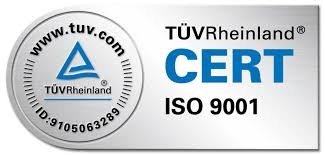 www.tuv.com
TÜVRheinland
ID:9105063289
TÜVRheinland®
CERT
ISO 9001